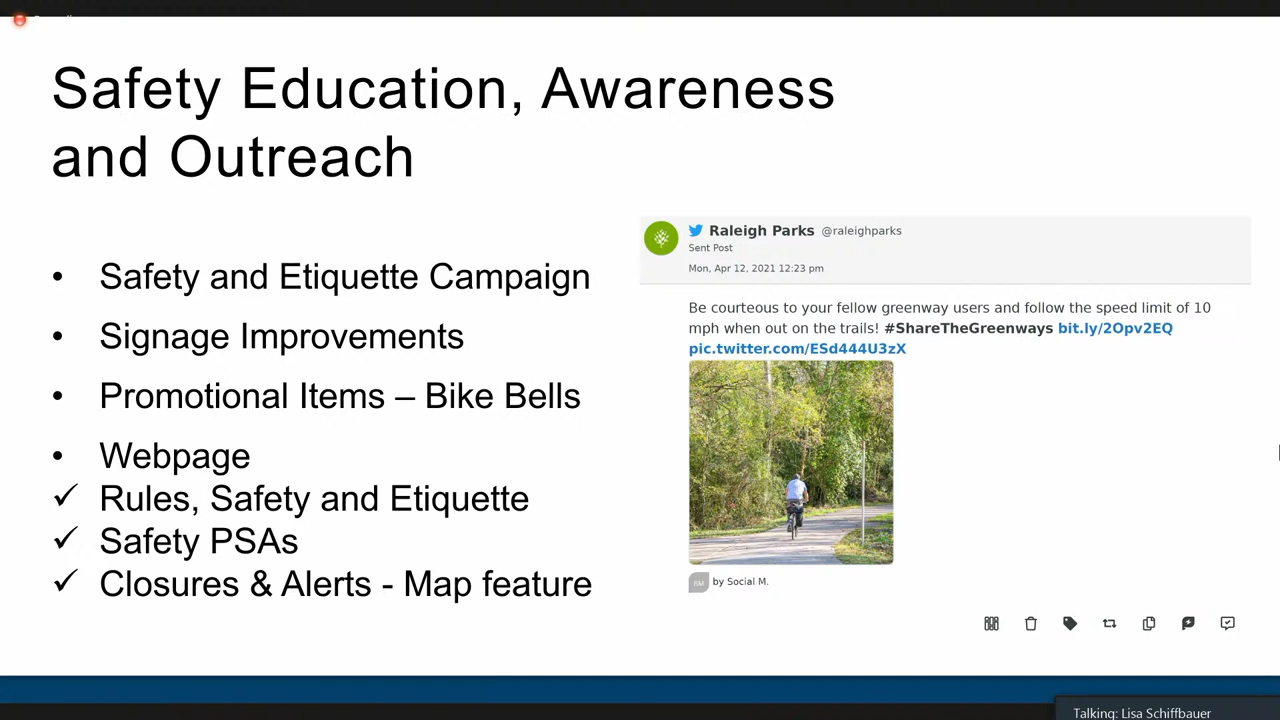 Safety Education, Awareness
and Outreach
• Safety and Etiquette Campaign
• Signage Improvements
• Promotional Items – Bike Bells
• Webpage
✓ Rules, Safety and Etiquette
✓ Safety PSAs
✓ Closures & Alerts - Map feature
Raleigh Parks @raleighparks
Sent Post
Mon, Apr 12, 2021 12:23 pm
Be courteous to your fellow greenway users and follow the speed limit of 10
mph when out on the trails! #ShareTheGreenways bit.ly/2Opv2EQ
pic.twitter.com/ESd444U3zX
by Social M.
Talking: Lisa Schiffbauer